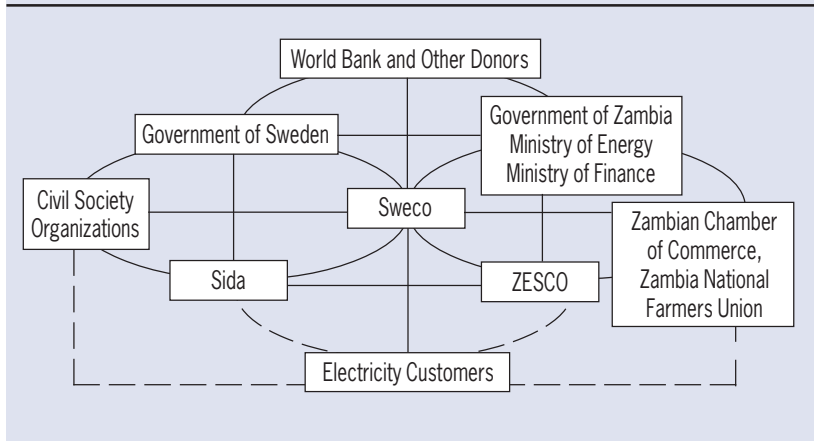 World Bank and Other Donors
Government of Sweden
Government of Zambia
Ministry of Energy
Ministry of Finance
Civil Society
Organizations
Sweco
Zambian Chamber
of Commerce,
Zambia National
Farmers Union
Sida
ZESCO
Electricity Customers